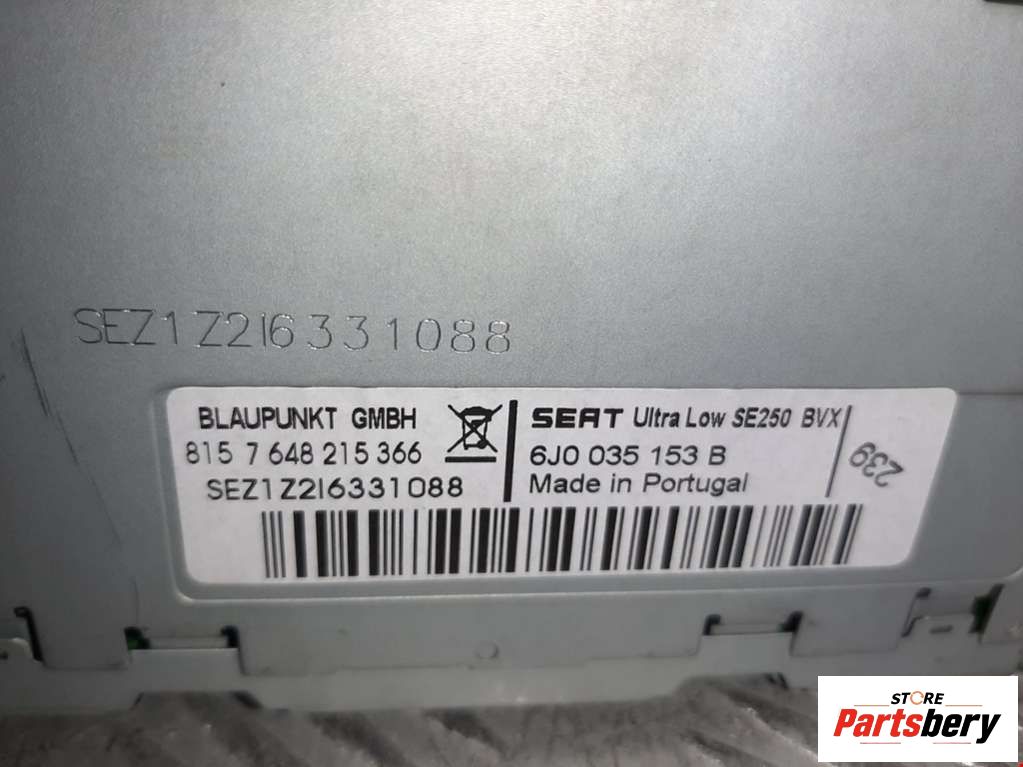 SEZ1Z2I6331088
BLAUPUNKT GMBH
815 7 648 215 366
SEZ1Z2I6331088
SEAT Ultra Low SE250 BVX
6J0 035 153 B
Made in Portugal
239
STORE
Partsbery